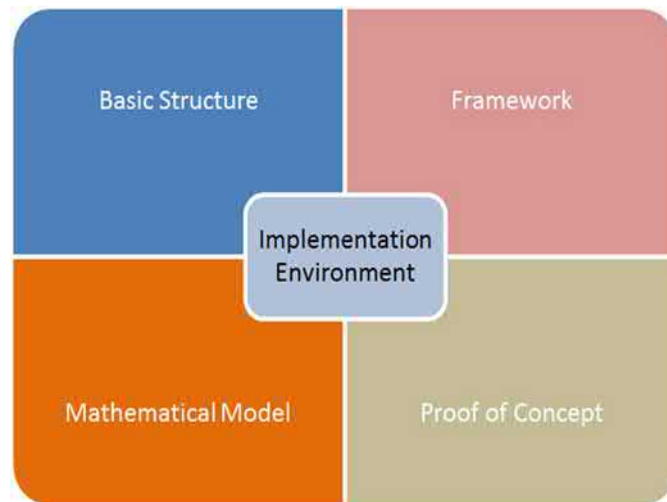 Basic Structure
Framework
Implementation
Environment
Mathematical Model
Proof of Concept